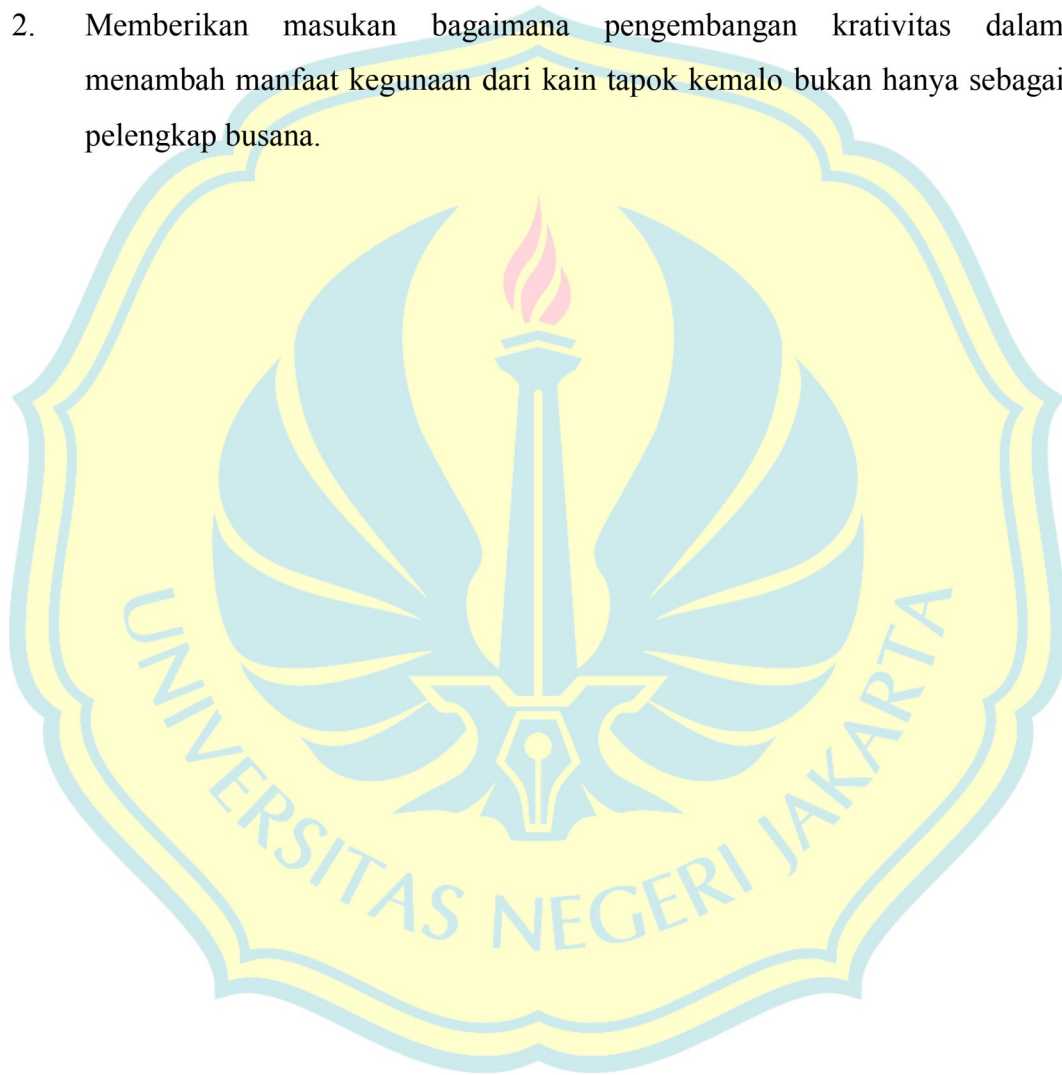 2. Memberikan masukan bagaimana pengembangan krativitas dalam
menambah manfaat kegunaan dari kain tapok kemalo bukan hanya sebagai
pelengkap busana.
UNIVERSITAS NEGERI JAKARTA